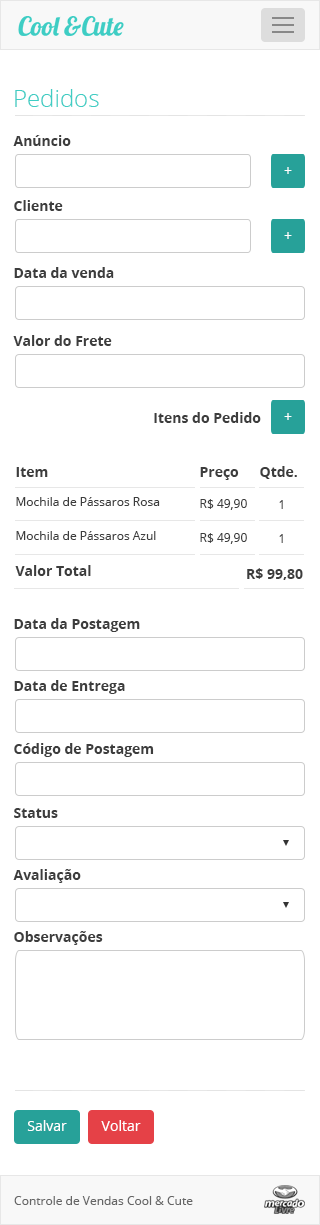 Cool & Cute
Pedidos
Anúncio
+
Cliente
+
Data da venda
Valor do Frete
Itens do Pedido +
Item Preço Qtde.
Mochila de Pássaros Rosa R$ 49,90 1
Mochila de Pássaros Azul R$ 49,90 1
Valor Total R$ 99,80
Data da Postagem
Data de Entrega
Código de Postagem
Status
Avaliação
Observações
Salvar Voltar
Controle de Vendas Cool & Cute
mercado
livre